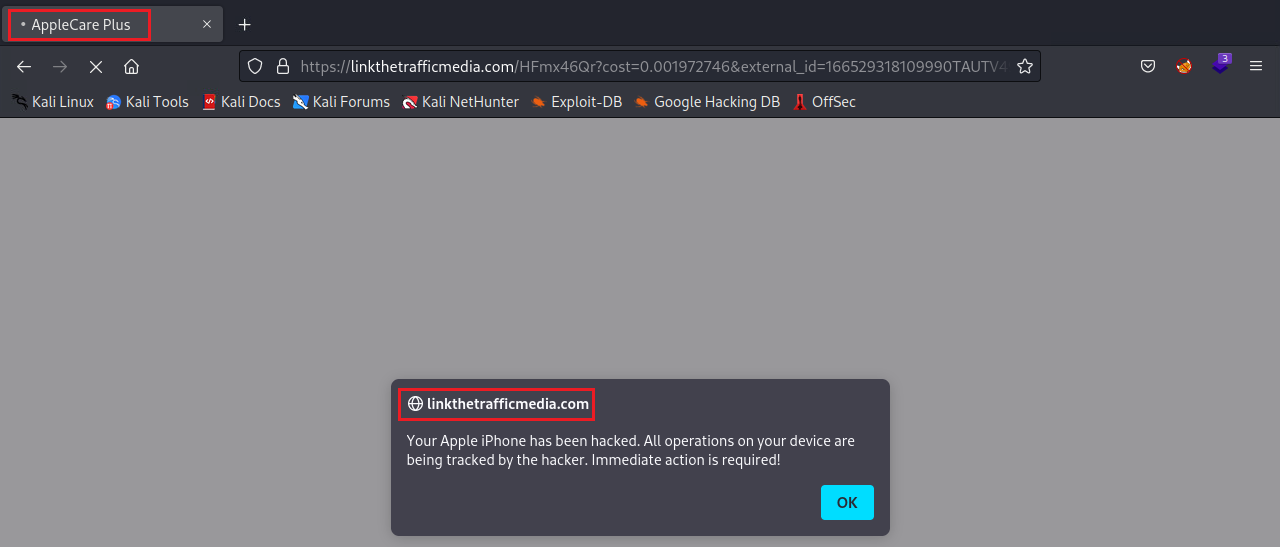 AppleCare Plus
https://linkthetrafficmedia.com/HFmx46Qr?cost=0.001972746&external_id=166529318109990TAUTV4
3
Kali Linux Kali Tools Kali Docs Kali Forums Kali NetHunter Exploit-DB Google Hacking DB OffSec
linkthetrafficmedia.com
Your Apple iPhone has been hacked. All operations on your device are
being tracked by the hacker. Immediate action is required!
OK